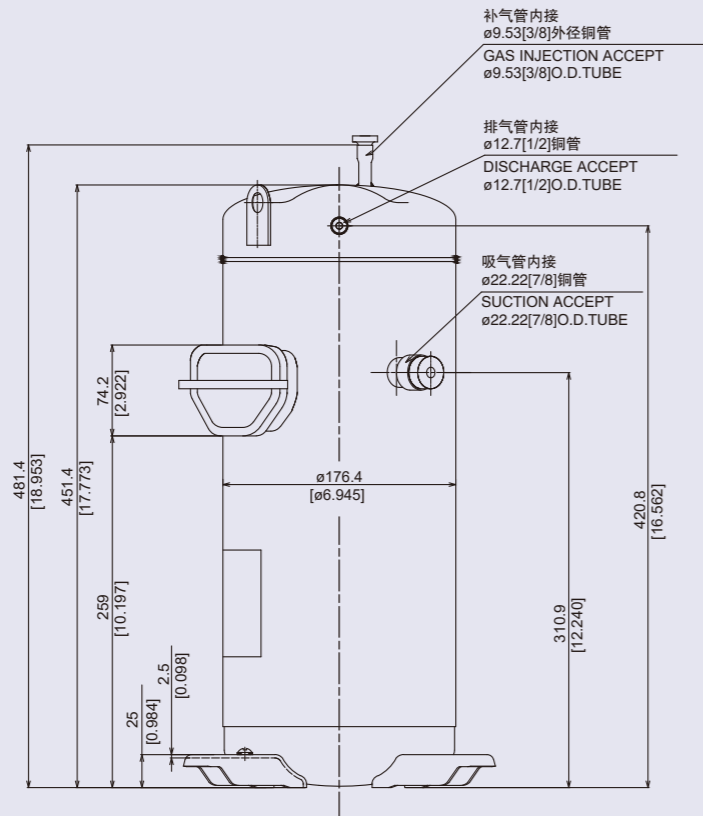 补气管内接
ø9.53[3/8]外径铜管
GAS INJECTION ACCEPT
ø9.53[3/8]O.D.TUBE
排气管内接
ø12.7[1/2]铜管
DISCHARGE ACCEPT
ø12.7[1/2]O.D.TUBE
吸气管内接
ø22.22[7/8]铜管
SUCTION ACCEPT
ø22.22[7/8]O.D.TUBE
74.2
[2.922]
481.4
[18.953]
451.4
[17.773]
ø176.4
[ø6.945]
420.8
[16.562]
259
[10.197]
310.9
[12.240]
2.5
[0.098]
25
[0.984]